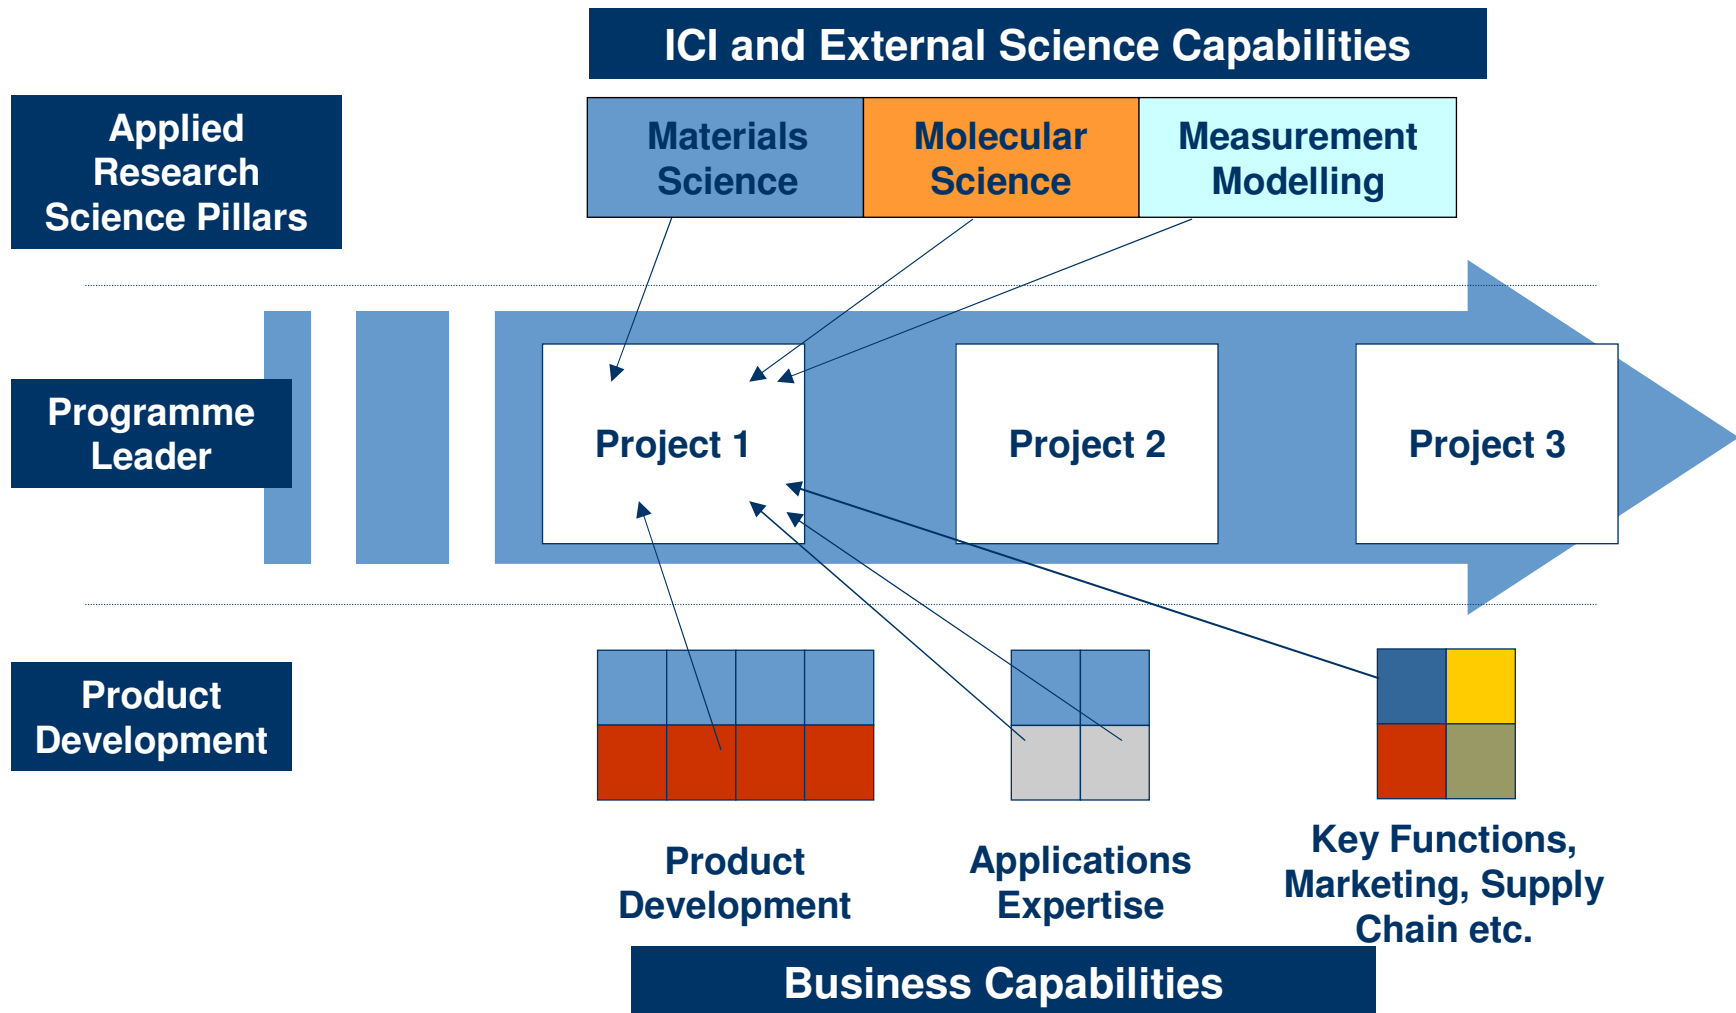 ICI and External Science Capabilities
Applied
Research
Science Pillars
Materials
Science
Molecular
Science
Measurement
Modelling
Programme
Leader
Project 1
Project 2
Project 3
Product
Development
Product
Development
Applications
Expertise
Key Functions,
Marketing, Supply
Chain etc.
Business Capabilities